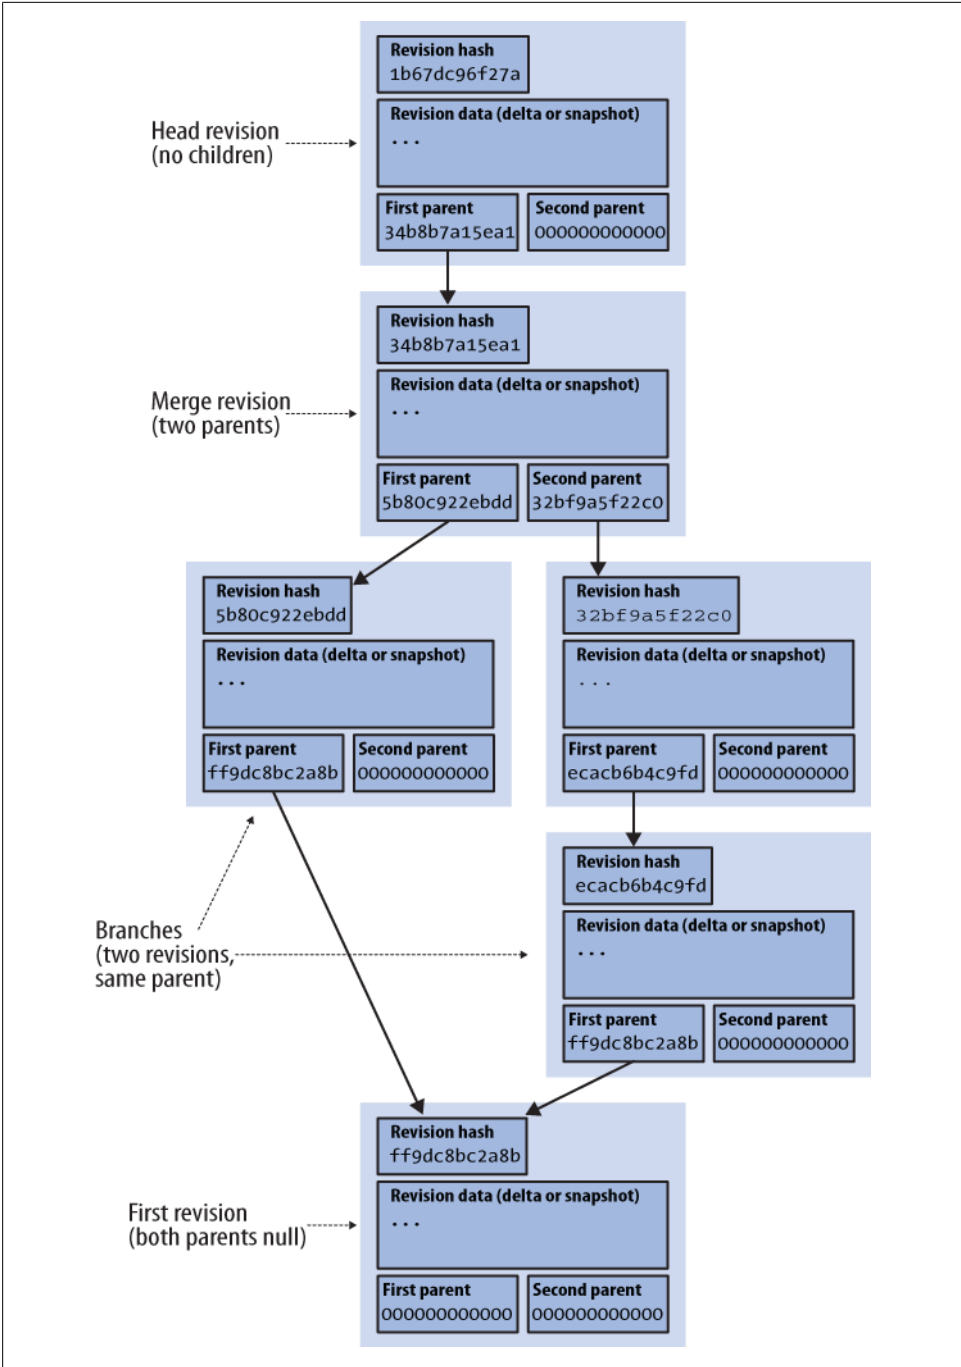 Revision hash
1b67dc96f27a
Revision data (delta or snapshot)
...
Head revision
(no children)
First parent
34b8b7a15ea1
Second parent
000000000000
Revision hash
34b8b7a15ea1
Revision data (delta or snapshot)
...
Merge revision
(two parents)
First parent
5b80c922ebdd
Second parent
32bf9a5f22c0
Revision hash
5b80c922ebdd
Revision data (delta or snapshot)
...
First parent
ff9dc8bc2a8b
Second parent
000000000000
Revision hash
32bf9a5f22c0
Revision data (delta or snapshot)
...
First parent
ecacb6b4c9fd
Second parent
000000000000
Branches
(two revisions,
same parent)
Revision hash
ecacb6b4c9fd
Revision data (delta or snapshot)
...
First parent
ff9dc8bc2a8b
Second parent
000000000000
Revision hash
ff9dc8bc2a8b
Revision data (delta or snapshot)
...
First revision
(both parents null)
First parent
000000000000
Second parent
000000000000